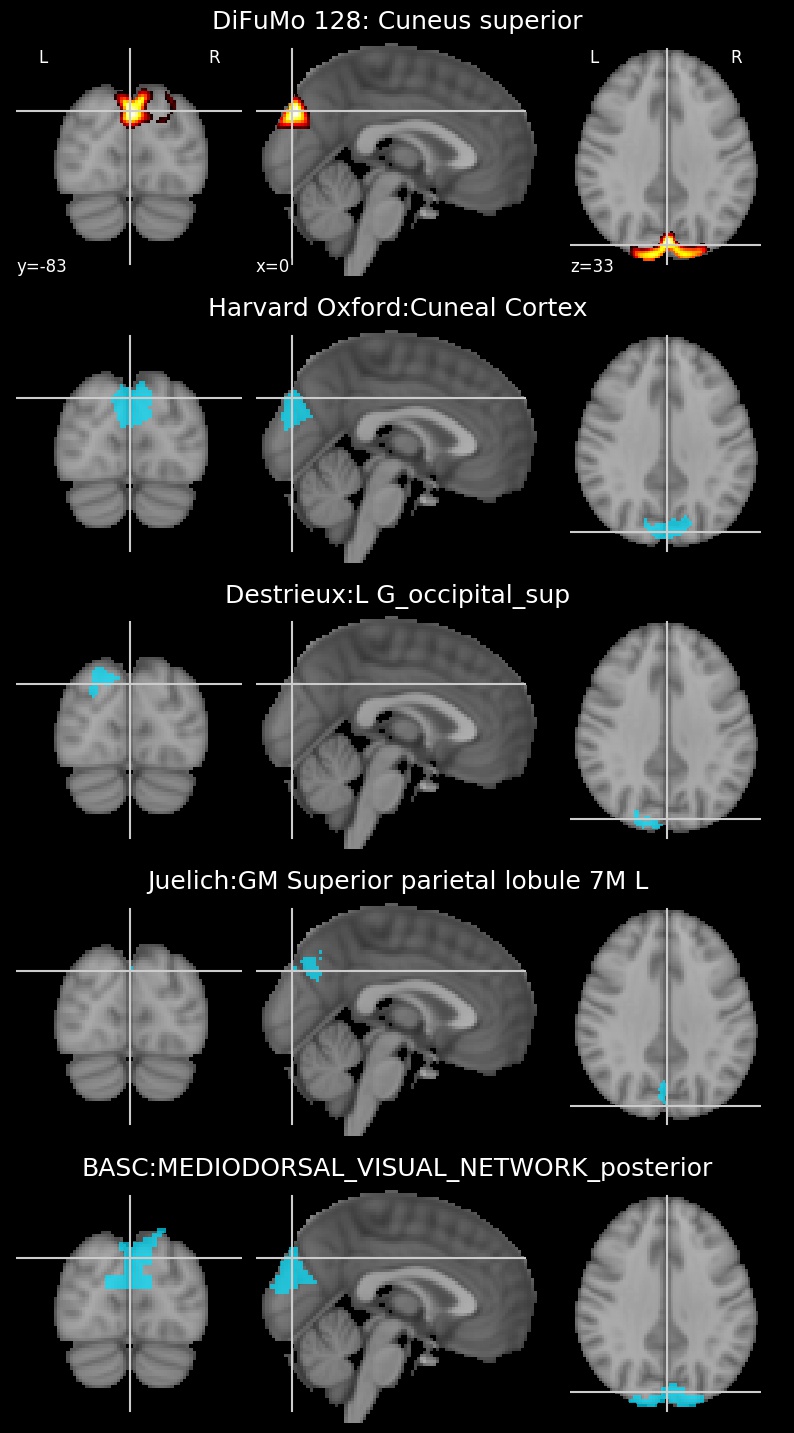 DiFuMo 128: Cuneus superior
L R L R
y=-83 x=0 z=33
Harvard Oxford:Cuneal Cortex
Destrieux:L G_occipital_sup
Juelich:GM Superior parietal lobule 7M L
BASC:MEDIODORSAL_VISUAL_NETWORK_posterior